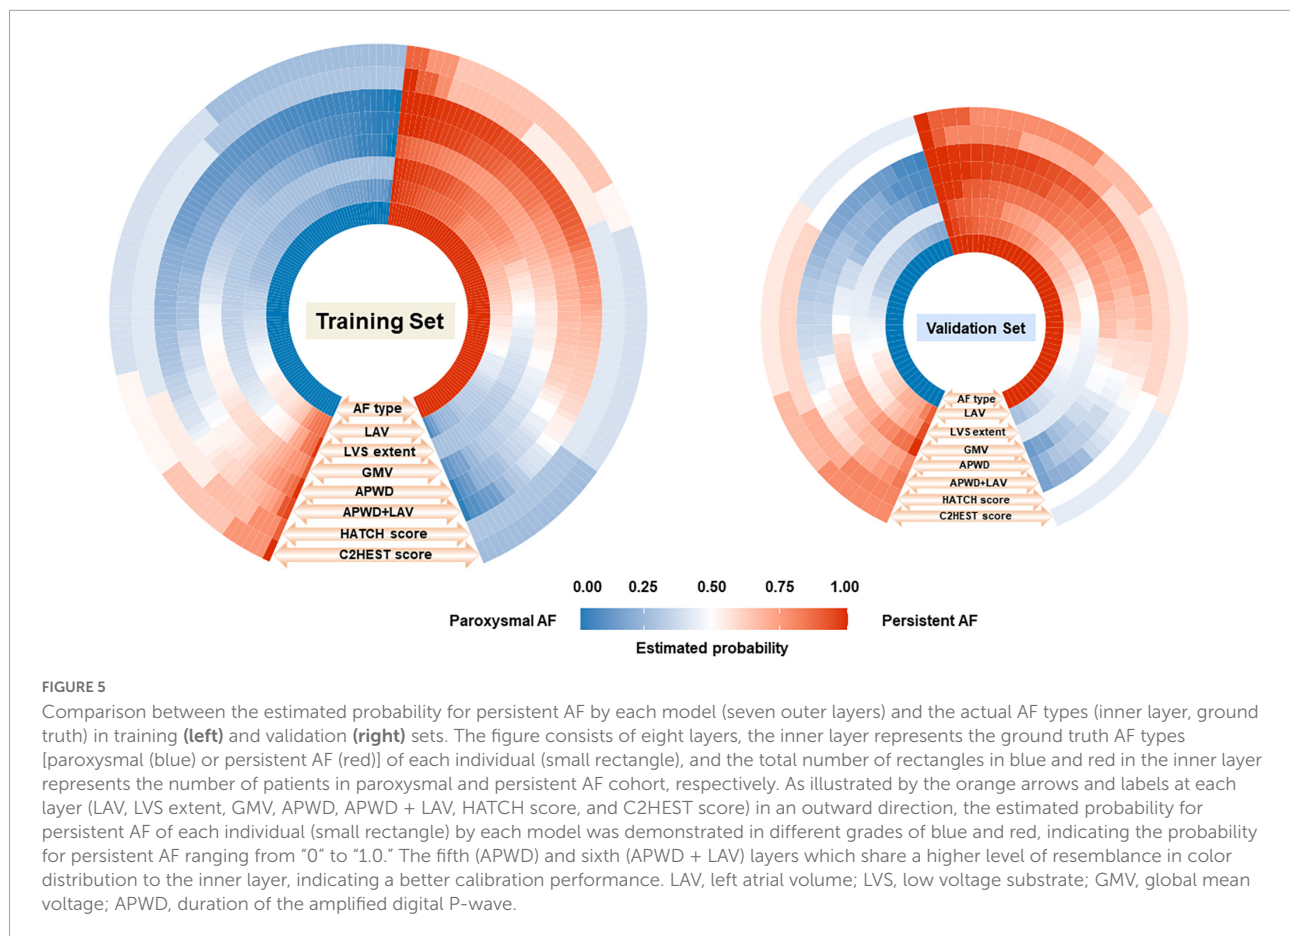 Training Set
Validation Set
AF type
LAV
LVS extent
GMV
APWD
APWD+LAV
HATCH score
C2HEST score
AF type
LAV
LVS extent
GMV
APWD
APWD+LAV
HATCH score
C2HEST score
0.00 0.25 0.50 0.75 1.00
Paroxysmal AF Persistent AF
Estimated probability
FIGURE 5
Comparison between the estimated probability for persistent AF by each model (seven outer layers) and the actual AF types (inner layer, ground
truth) in training (left) and validation (right) sets. The figure consists of eight layers, the inner layer represents the ground truth AF types
[paroxysmal (blue) or persistent AF (red)] of each individual (small rectangle), and the total number of rectangles in blue and red in the inner layer
represents the number of patients in paroxysmal and persistent AF cohort, respectively. As illustrated by the orange arrows and labels at each
layer (LAV, LVS extent, GMV, APWD, APWD + LAV, HATCH score, and C2HEST score) in an outward direction, the estimated probability for
persistent AF of each individual (small rectangle) by each model was demonstrated in different grades of blue and red, indicating the probability
for persistent AF ranging from “0” to “1.0.” The fifth (APWD) and sixth (APWD + LAV) layers which share a higher level of resemblance in color
distribution to the inner layer, indicating a better calibration performance. LAV, left atrial volume; LVS, low voltage substrate; GMV, global mean
voltage; APWD, duration of the amplified digital P-wave.